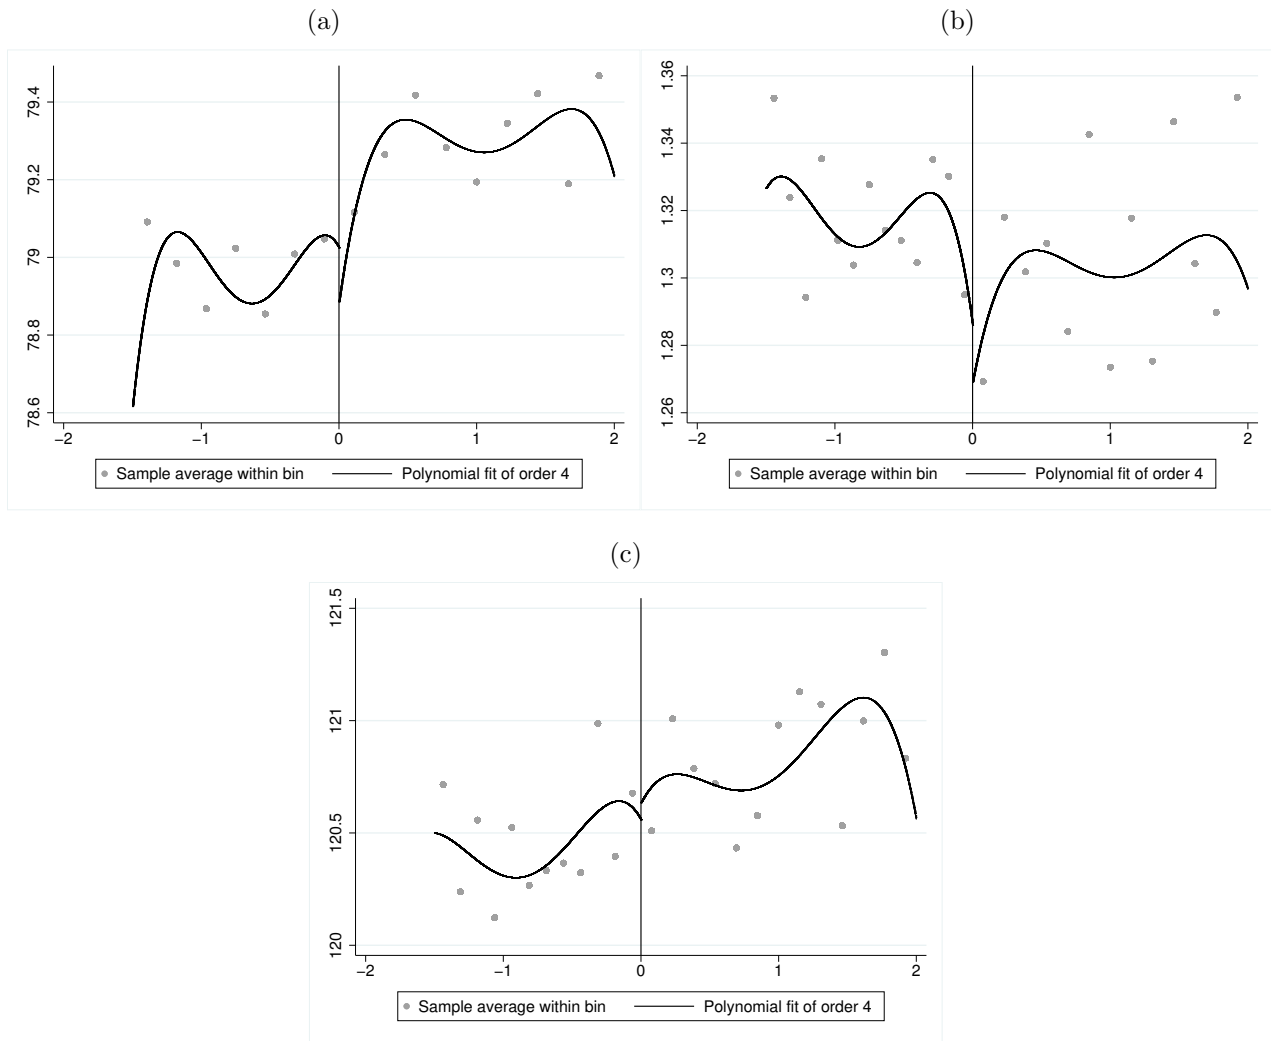 (a)
79.4
79.2
79
78.8
78.6
−2 −1 0 1 2
Sample average within bin Polynomial fit of order 4
(b)
1.36
1.34
1.32
1.3
1.28
1.26
−2 −1 0 1 2
Sample average within bin Polynomial fit of order 4
(c)
121.5
121
120.5
120
−2 −1 0 1 2
Sample average within bin Polynomial fit of order 4